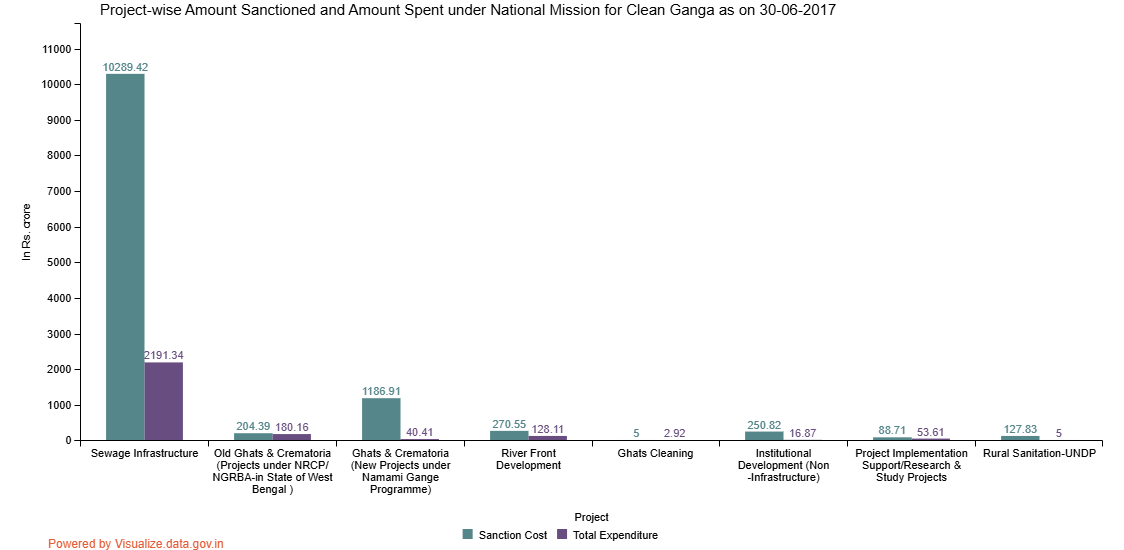 Project-wise Amount Sanctioned and Amount Spent under National Mission for Clean Ganga as on 30-06-2017
In Rs. crore
11000
10000
9000
8000
7000
6000
5000
4000
3000
2000
1000
0
10289.42
2191.34
204.39 180.16
1186.91
40.41
270.55 128.11
5 2.92
250.82 16.87
88.71 53.61
127.83 5
Sewage Infrastructure
Old Ghats & Crematoria
(Projects under NRCP/
NGRBA-in State of West
Bengal )
Ghats & Crematoria
(New Projects under
Namami Gange
Programme)
River Front
Development
Ghats Cleaning
Institutional
Development (Non
-Infrastructure)
Project Implementation
Support/Research &
Study Projects
Rural Sanitation-UNDP
Project
Sanction Cost Total Expenditure
Powered by Visualize.data.gov.in